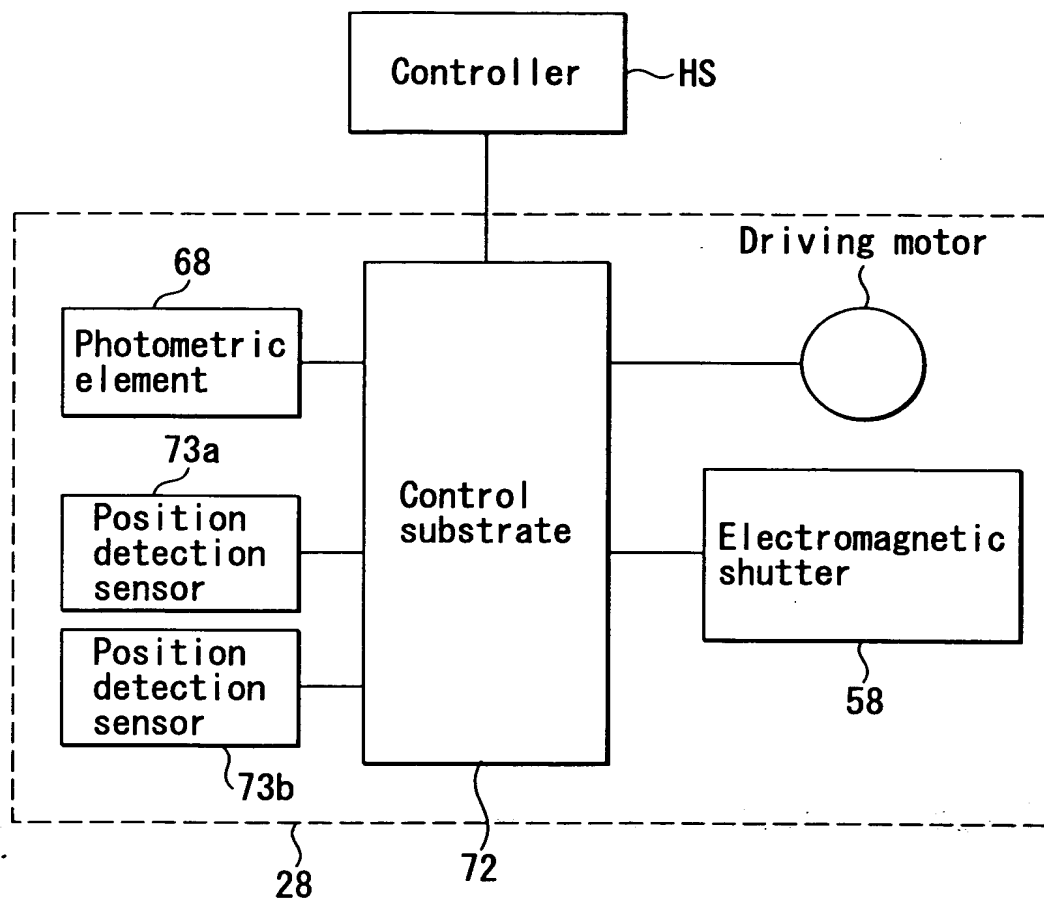 Controller
HS
Driving motor
68
Photometric
element
73a
Position
detection
sensor
Control
substrate
Electromagnetic
shutter
Position
detection
sensor
58
73b
72
28